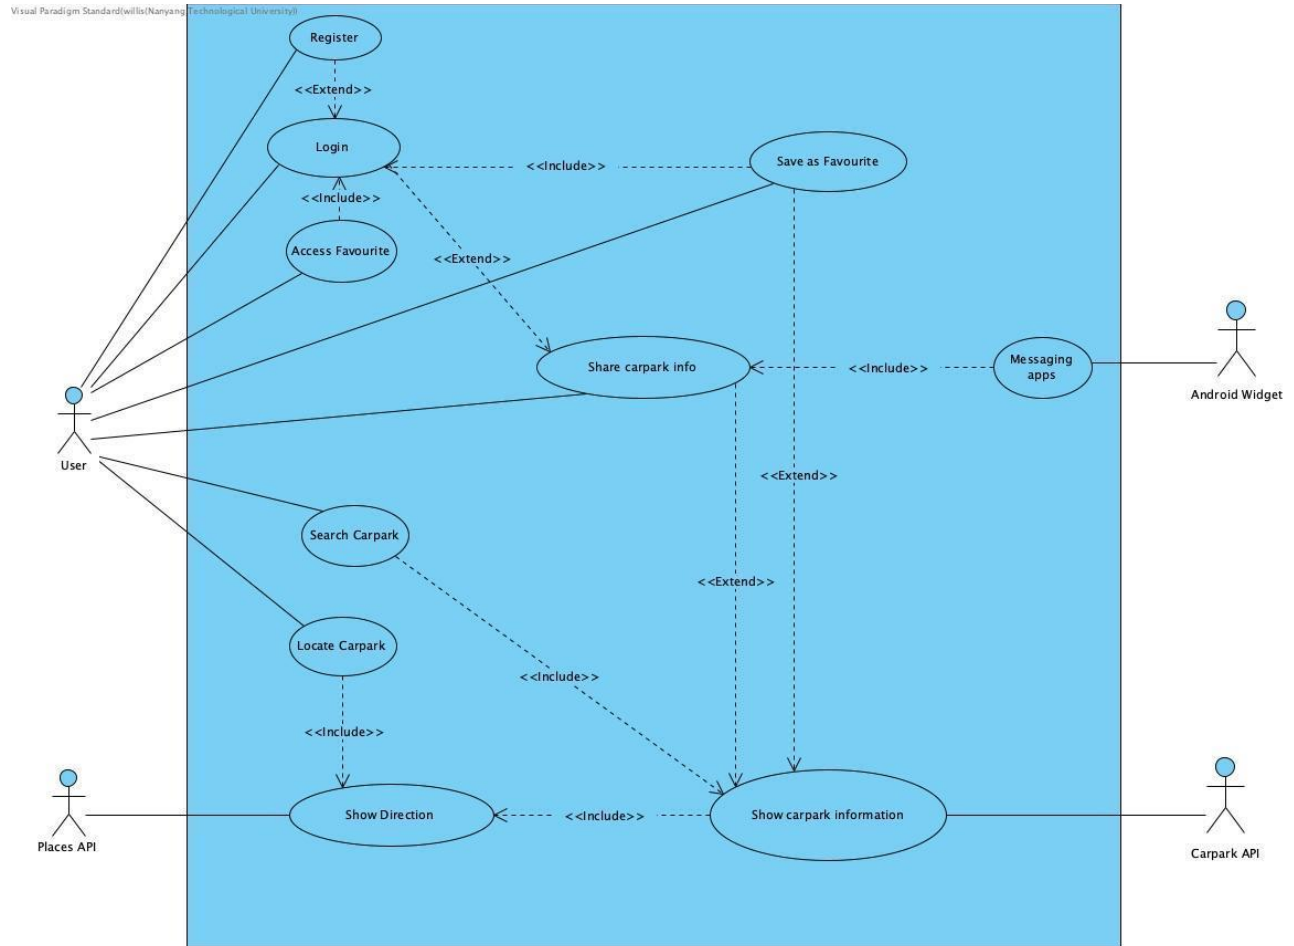 Visual Paradigm Standard(willis(Nanyang Technological University))
Register
<<Extend>>
Login
<<Include>>
Save as Favourite
<<Include>>
Access Favourite
<<Extend>>
Share carpark info
<<Include>>
Messaging
apps
Android Widget
User
<<Extend>>
Search Carpark
<<Extend>>
Locate Carpark
<<Include>>
<<Include>>
Show Direction
<<Include>>
Show carpark information
Places API
Carpark API